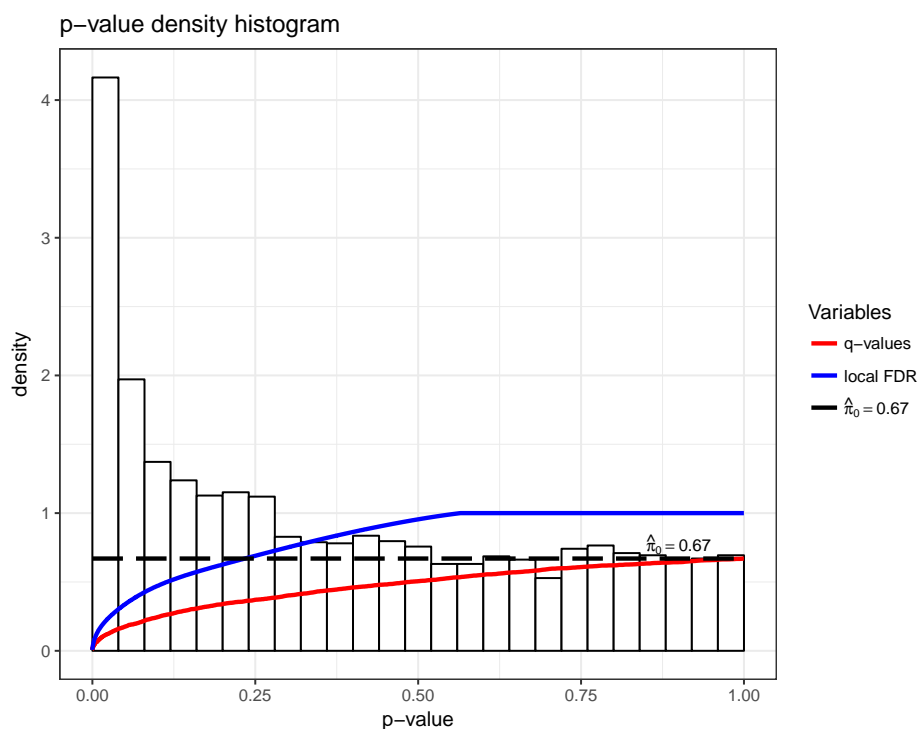 p−value density histogram
4
3
2
1
0
density
π̂₀ = 0.67
0.00 0.25 0.50 0.75 1.00
p−value
Variables
q−values
local FDR
π̂₀ = 0.67